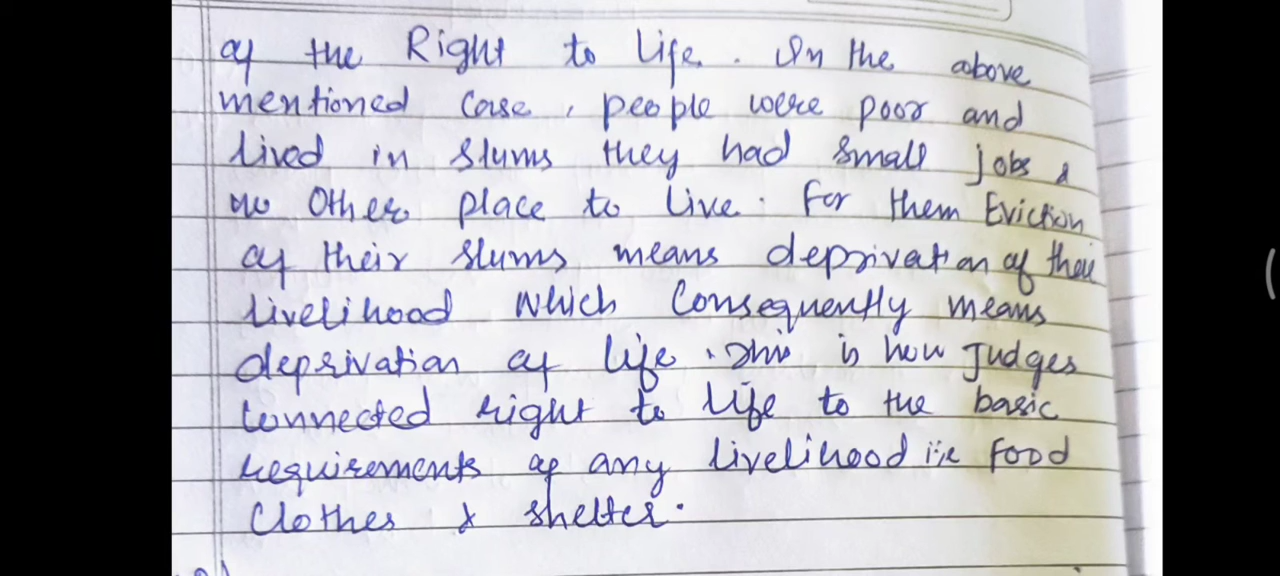 of the Right to Life. In the above
mentioned case, people were poor and
lived in slums they had small jobs &
no Other place to live. For them Eviction
of their slums means deprivation of their
livelihood which Consequently means
deprivation of life. This is how Judges
Connected right to life to the basic
requirements of any livelihood i.e food
Clothes & shelter.